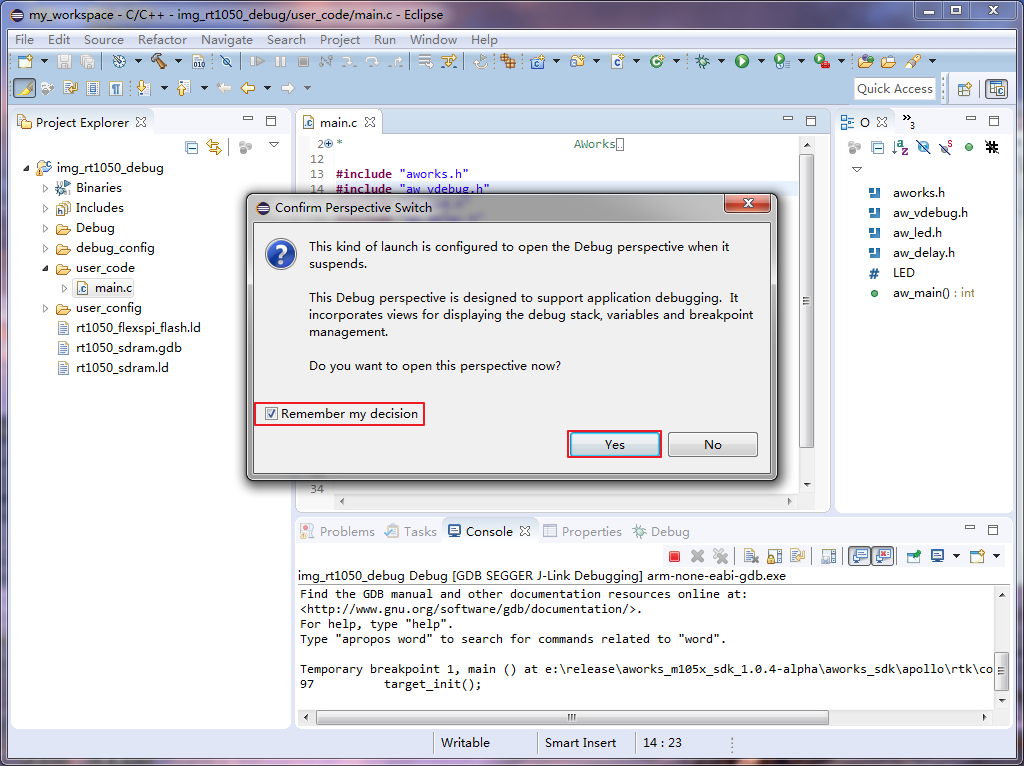 my_workspace - C/C++ - img_rt1050_debug/user_code/main.c - Eclipse
File Edit Source Refactor Navigate Search Project Run Window Help
010
Quick Access
Project Explorer
img_rt1050_debug
Binaries
Includes
Debug
debug_config
user_code
main.c
user_config
rt1050_flexspi_flash.ld
rt1050_sdram.gdb
rt1050_sdram.ld
main.c
2 * AWorks
12
13 #include "aworks.h"
14 #include "aw_vdebug.h"
34
Confirm Perspective Switch
This kind of launch is configured to open the Debug perspective when it
suspends.
This Debug perspective is designed to support application debugging. It
incorporates views for displaying the debug stack, variables and breakpoint
management.
Do you want to open this perspective now?
Remember my decision
Yes No
O
3
aworks.h
aw_vdebug.h
aw_led.h
aw_delay.h
# LED
aw_main() : int
Problems Tasks Console Properties Debug
img_rt1050_debug Debug [GDB SEGGER J-Link Debugging] arm-none-eabi-gdb.exe
Find the GDB manual and other documentation resources online at:
<http://www.gnu.org/software/gdb/documentation/>.
For help, type "help".
Type "apropos word" to search for commands related to "word".
Temporary breakpoint 1, main () at e:\release\aworks_m105x_sdk_1.0.4-alpha\aworks_sdk\apollo\rtk\co
97 target_init();
Writable Smart Insert 14 : 23